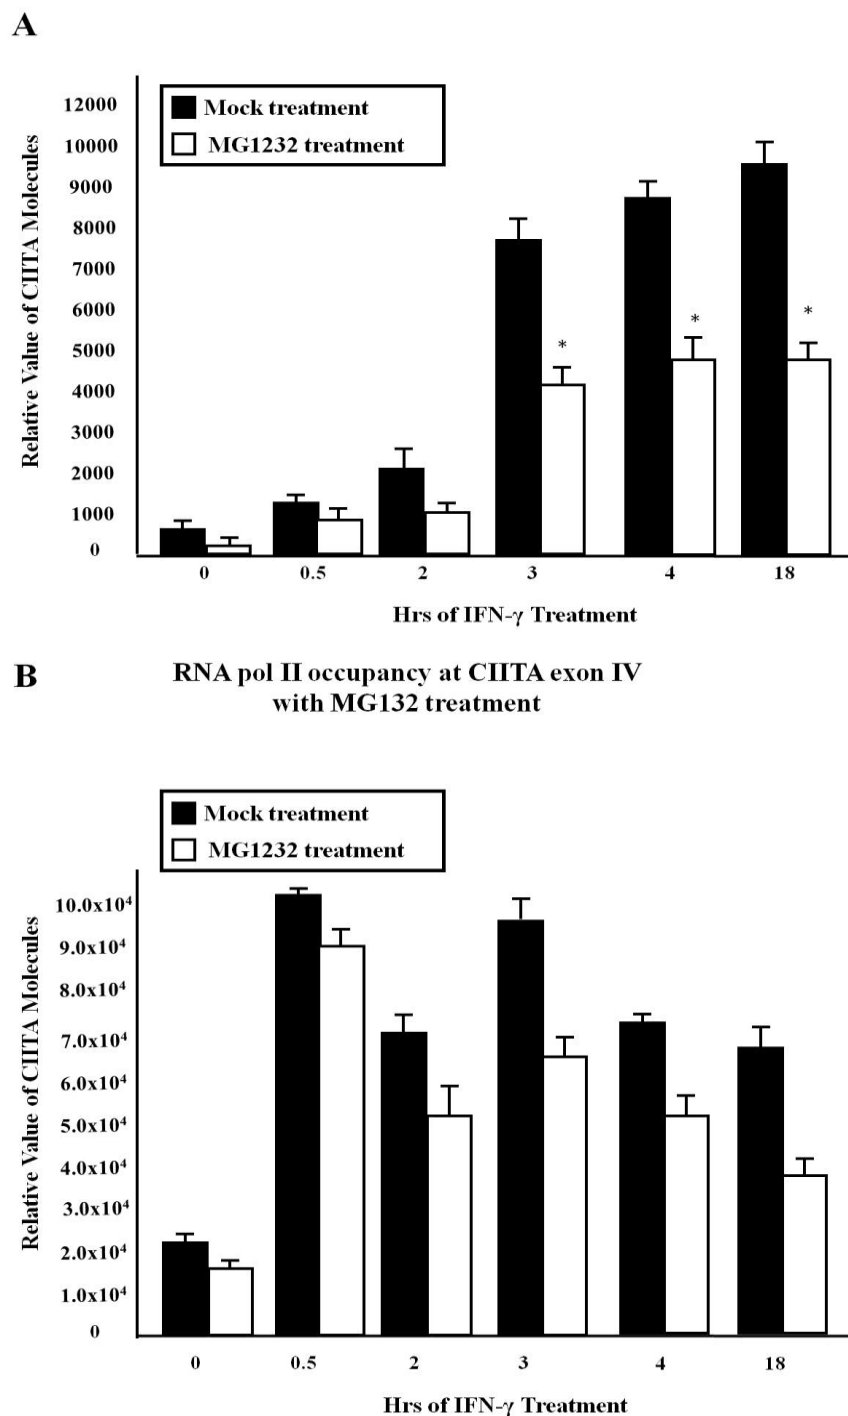 A
Mock treatment
MG1232 treatment
Relative Value of CIITA Molecules
12000
10000
9000
8000
7000
6000
5000
4000
3000
2000
1000
0
*
*
*
0 0.5 2 3 4 18
Hrs of IFN-γ Treatment
B
RNA pol II occupancy at CIITA exon IV
with MG132 treatment
Mock treatment
MG1232 treatment
Relative Value of CIITA Molecules
10.0x10⁴
9.0x10⁴
8.0x10⁴
7.0x10⁴
6.0x10⁴
5.0x10⁴
4.0x10⁴
3.0x10⁴
2.0x10⁴
1.0x10⁴
0
0 0.5 2 3 4 18
Hrs of IFN-γ Treatment